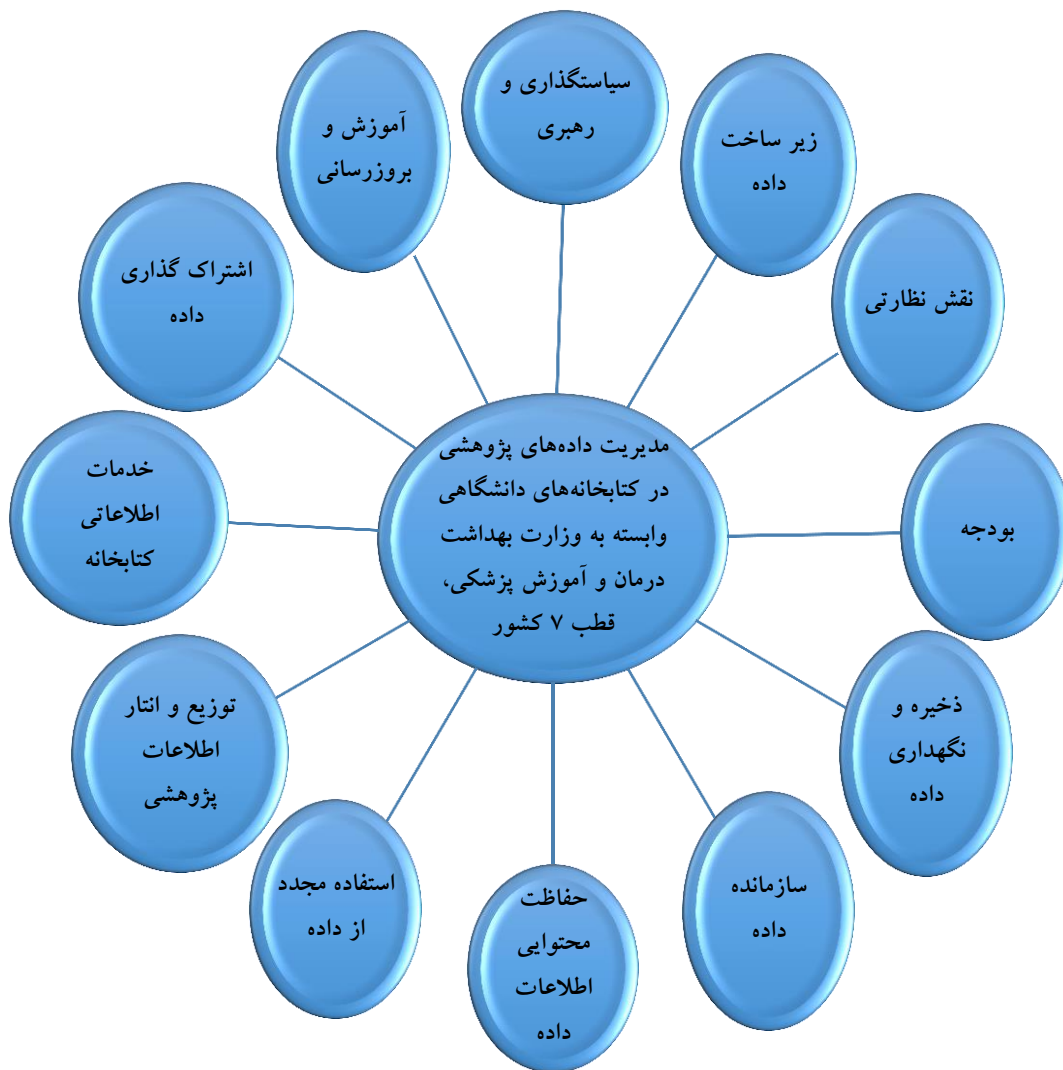 سیاستگذاری و
رهبری
زیر ساخت
داده
نقش نظارتی
بودجه
ذخیره و
نگهداری
داده
سازمانده
داده
حفاظت
محتوایی
اطلاعات
داده
استفاده مجدد
از داده
توزیع و انتار
اطلاعات
پژوهشی
خدمات
اطلاعاتی
کتابخانه
اشتراک گذاری
داده
آموزش و
بروزرسانی
مدیریت داده‌های پژوهشی
در کتابخانه‌های دانشگاهی
وابسته به وزارت بهداشت
درمان و آموزش پزشکی،
قطب ۷ کشور